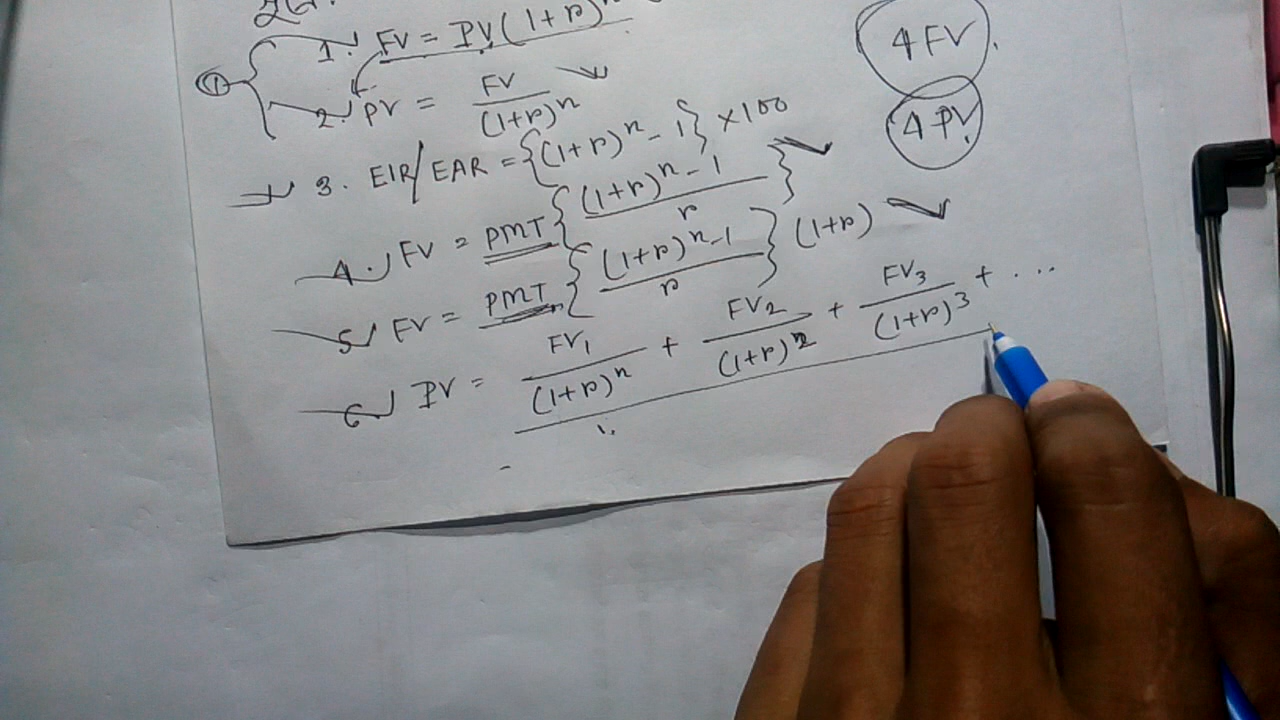 1. FV = PV(1+r)^n
4 FV.
① 2. PV = FV/(1+r)^n
4 PV.
3. EIR/EAR = {(1+r)^n - 1} × 100
4. FV = PMT {((1+r)^n - 1)/r}
5. FV = PMT {((1+r)^n-1)/r} (1+r)
6. PV = FV₁/(1+r)^n + FV₂/(1+r)^2 + FV₃/(1+r)^3 + ...